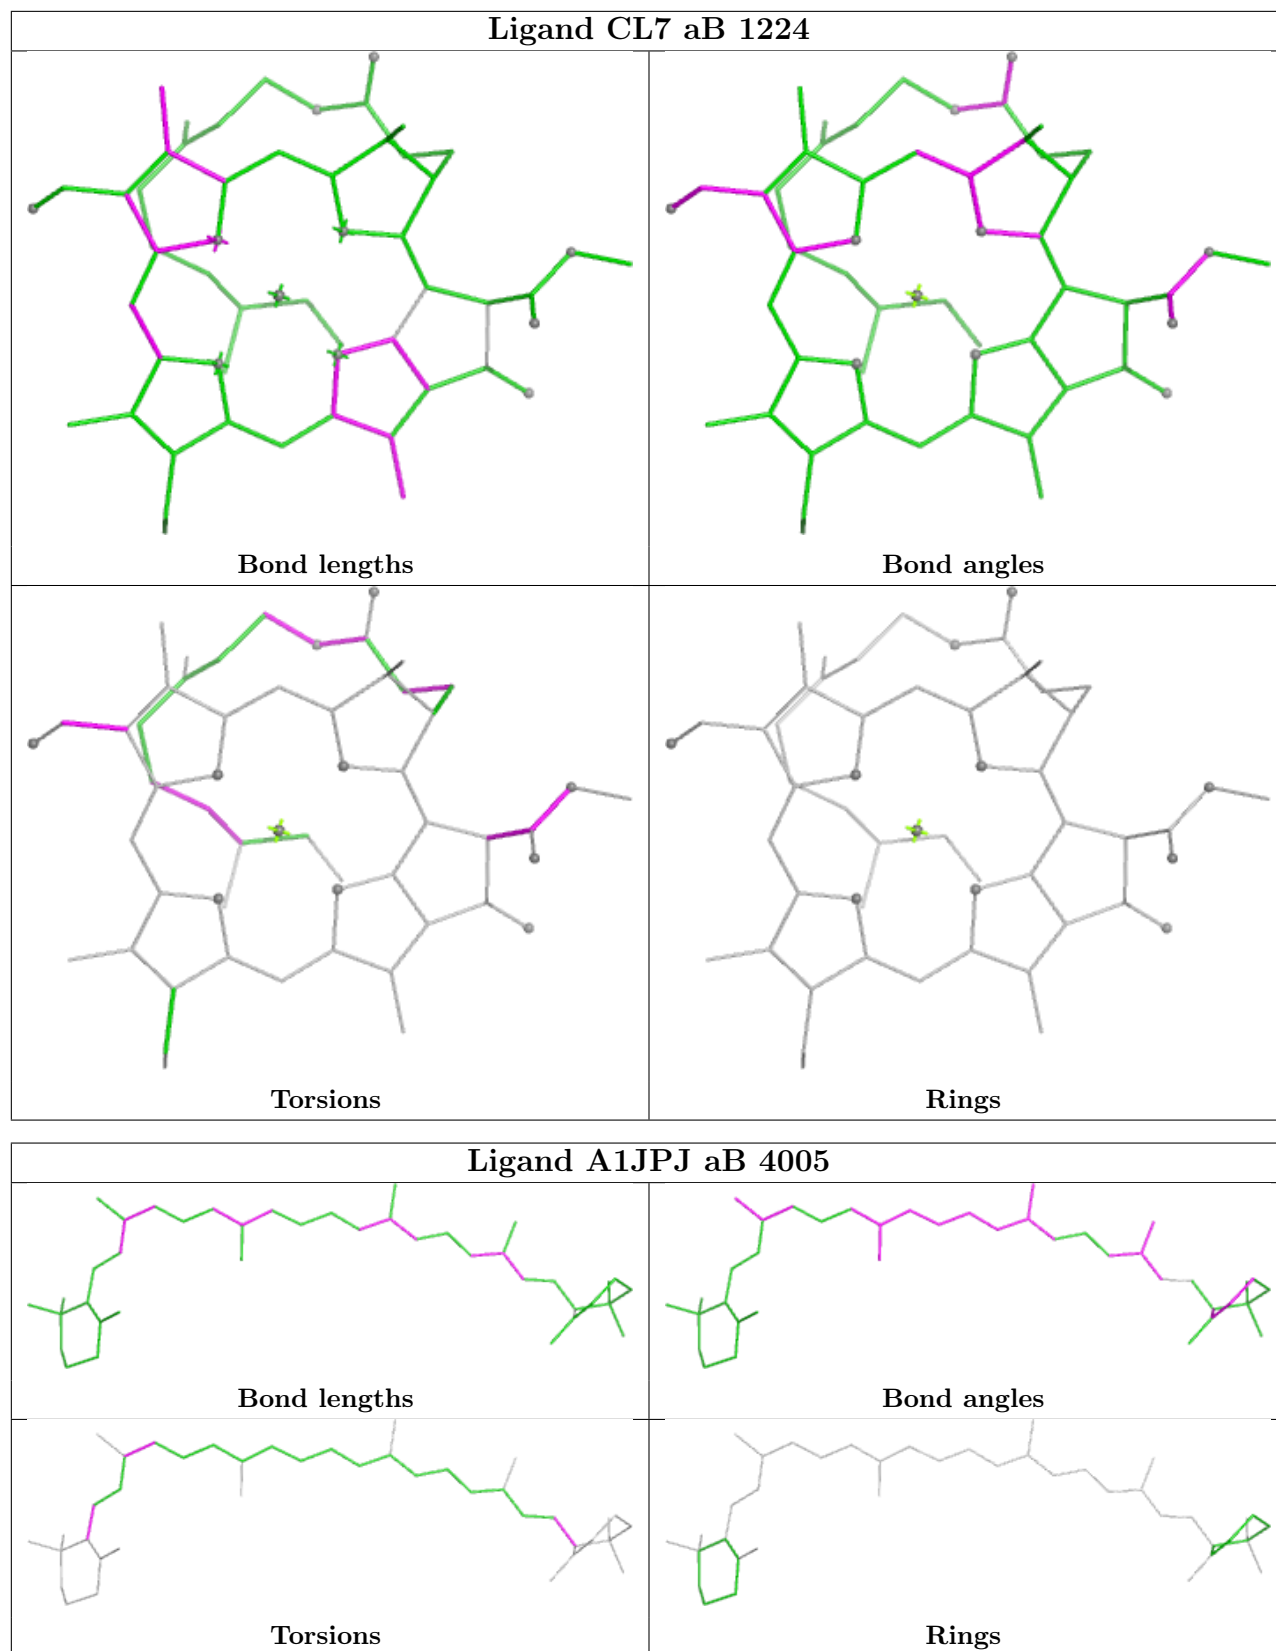 Ligand CL7 aB 1224
Bond lengths
Bond angles
Torsions
Rings
Ligand A1JPJ aB 4005
Bond lengths
Bond angles
Torsions
Rings